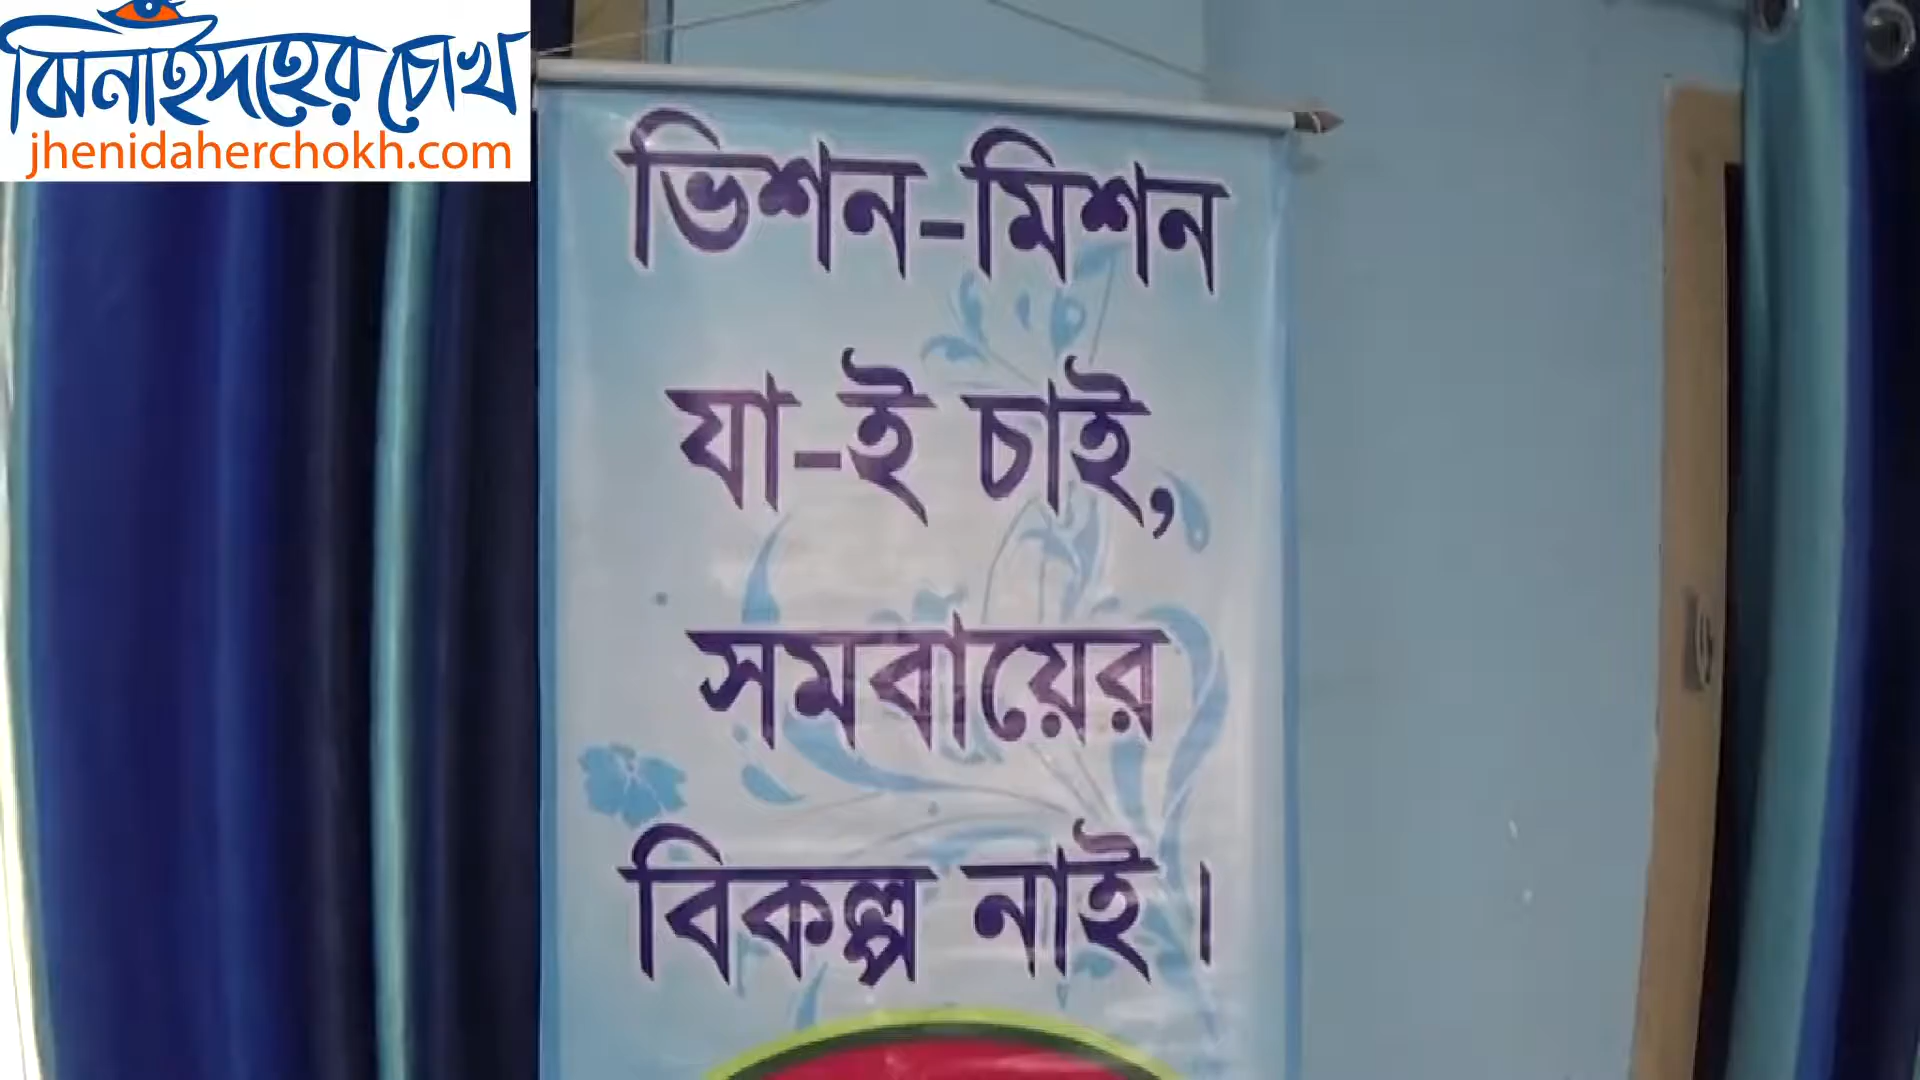 ঝিনাইদহের চোখ
jhenidaherchokh.com
ভিশন-মিশন
যা-ই চাই,
সমবায়ের
বিকল্প নাই।